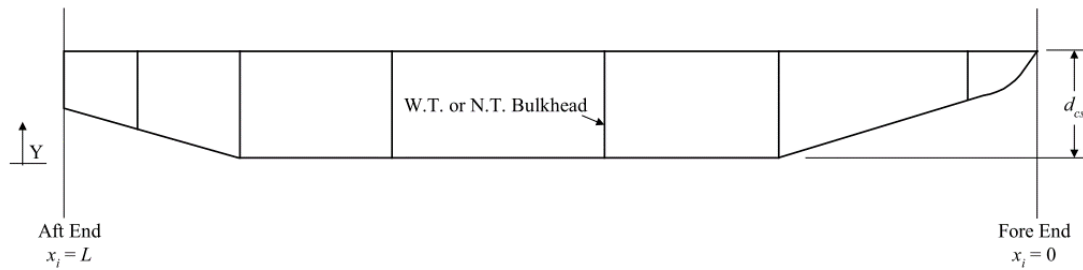 W.T. or N.T. Bulkhead
d_cs
Y
Aft End
x_i = L
Fore End
x_i = 0